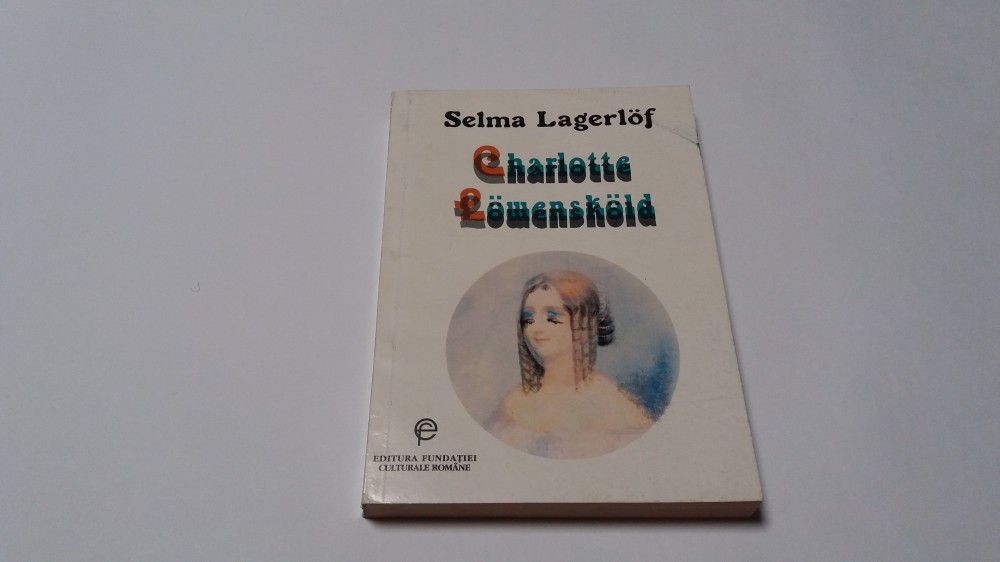 Selma Lagerlöf
Charlotte
Löwensköld
EDITURA FUNDAȚIEI
CULTURALE ROMÂNE